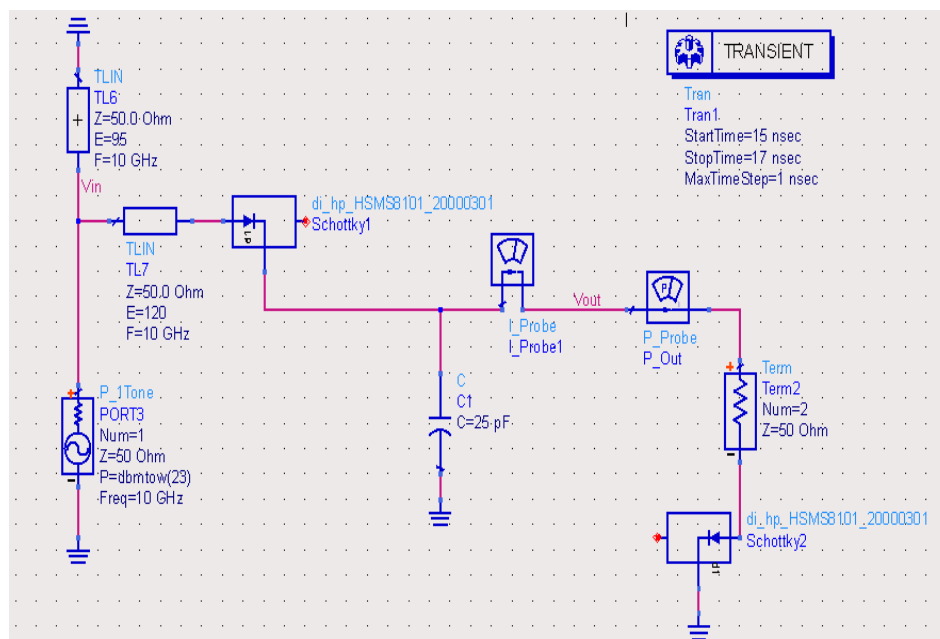 TRANSIENT
Tran
Tran1
StartTime=15 nsec
StopTime=17 nsec
MaxTimeStep=1 nsec
TLIN
TL6
Z=50.0 Ohm
E=95
F=10 GHz
Vin
di_hp_HSMS8101_20000301
Schottky1
TLIN
TL7
Z=50.0 Ohm
E=120
F=10 GHz
I_Probe
I_Probe1
Vout
P
P_Probe
P_Out
C
C1
C=25 pF
Term
Term2
Num=2
Z=50 Ohm
P_1Tone
PORT3
Num=1
Z=50 Ohm
P=dbmtow(23)
Freq=10 GHz
di_hp_HSMS8101_20000301
Schottky2